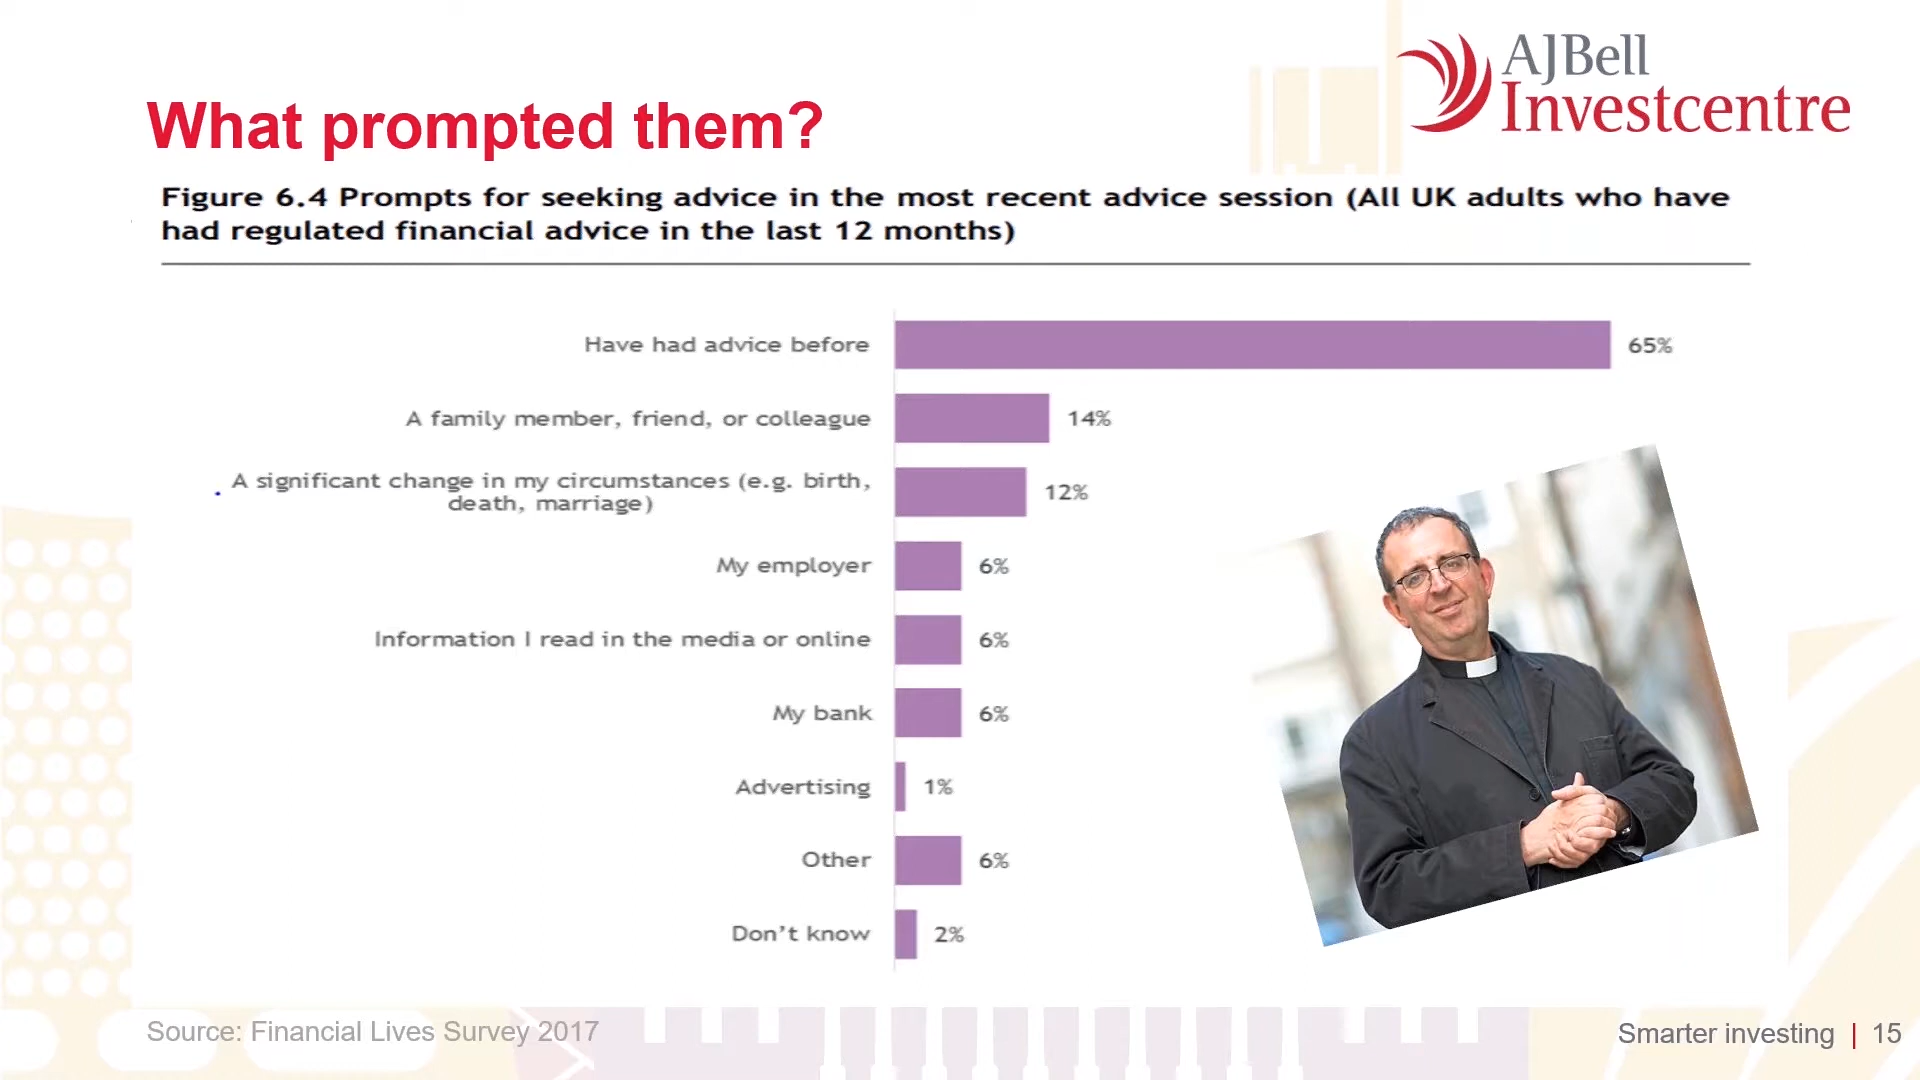 AJBell
Investcentre
What prompted them?
Figure 6.4 Prompts for seeking advice in the most recent advice session (All UK adults who have
had regulated financial advice in the last 12 months)
Have had advice before 65%
A family member, friend, or colleague 14%
A significant change in my circumstances (e.g. birth,
death, marriage) 12%
My employer 6%
Information I read in the media or online 6%
My bank 6%
Advertising 1%
Other 6%
Don't know 2%
Source: Financial Lives Survey 2017
Smarter investing | 15